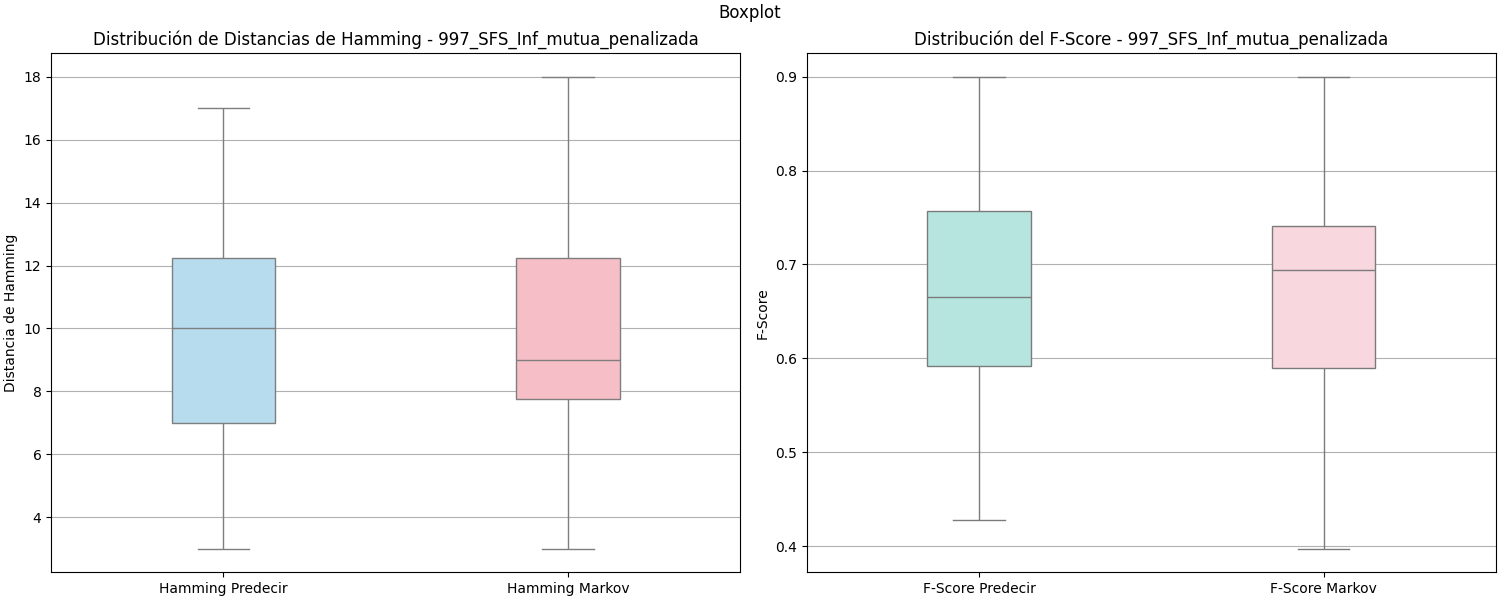 Boxplot
Distribución de Distancias de Hamming - 997_SFS_Inf_mutua_penalizada
Distancia de Hamming
18
16
14
12
10
8
6
4
Hamming Predecir
Hamming Markov
Distribución del F-Score - 997_SFS_Inf_mutua_penalizada
F-Score
0.9
0.8
0.7
0.6
0.5
0.4
F-Score Predecir
F-Score Markov